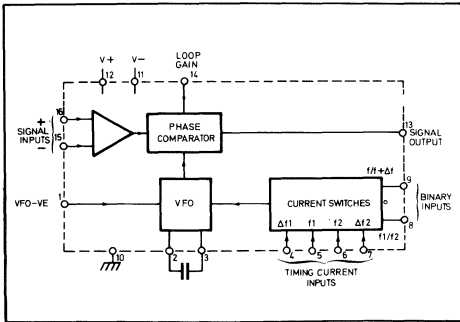 V+ V- LOOP GAIN
12 11 14
16
+
SIGNAL INPUTS
15
-
PHASE COMPARATOR
13
SIGNAL OUTPUT
VFO-VE
1
VFO
CURRENT SWITCHES
f/f+Δf
9
BINARY INPUTS
8
f1/f2
Δf1 f1 f2 Δf2
10
2 3
4 5 6 7
TIMING CURRENT INPUTS